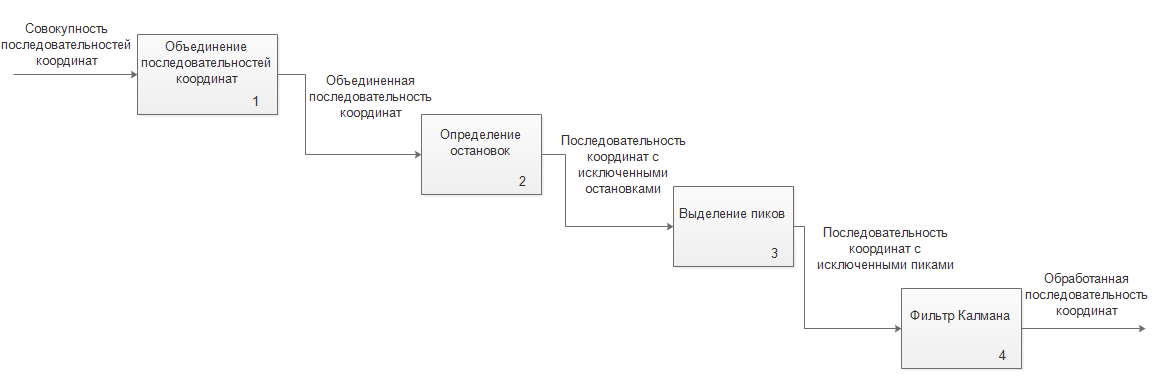 Совокупность
последовательностей
координат
Объединение
последовательностей
координат
1
Объединенная
последовательность
координат
Определение
остановок
2
Последовательность
координат с
исключенными
остановками
Выделение пиков
3
Последовательность
координат с
исключенными пиками
Фильтр Калмана
4
Обработанная
последовательность
координат